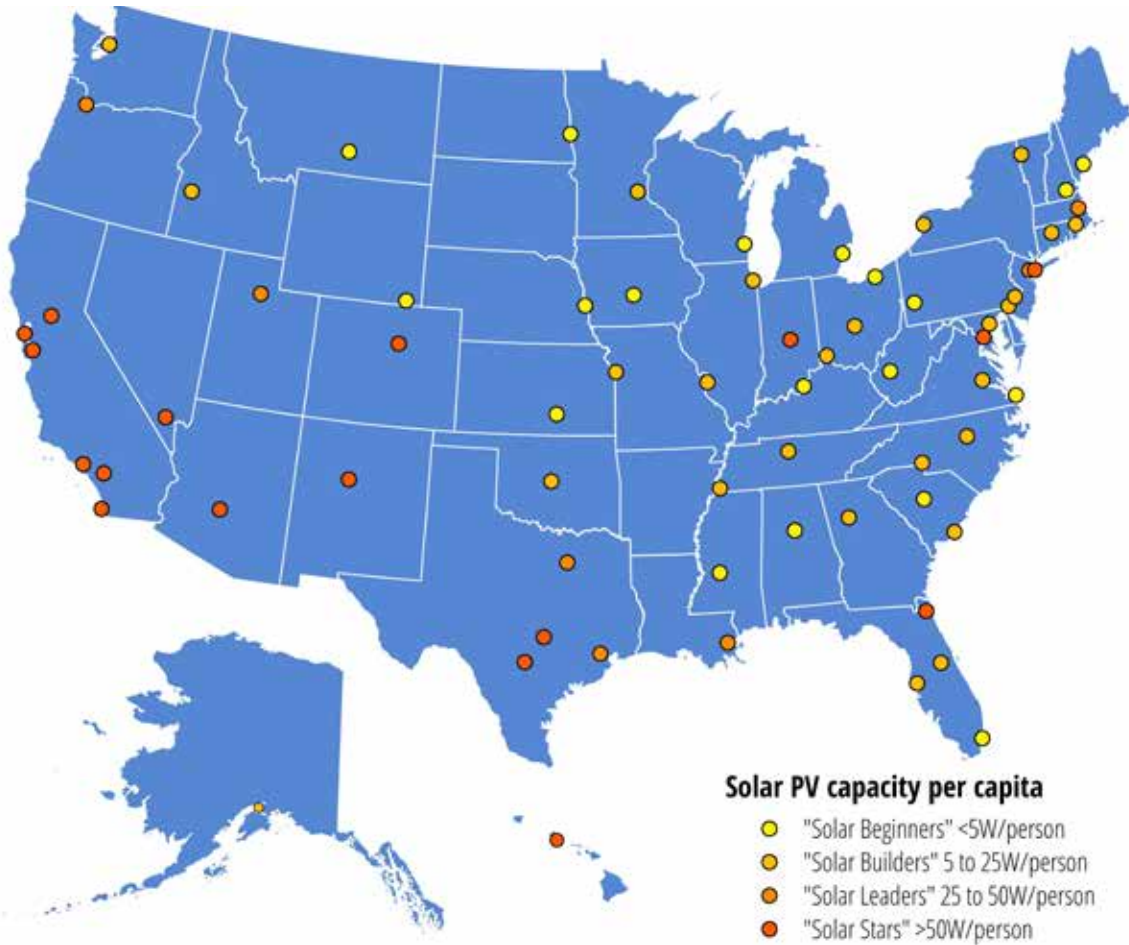 Solar PV capacity per capita
"Solar Beginners" <5W/person
"Solar Builders" 5 to 25W/person
"Solar Leaders" 25 to 50W/person
"Solar Stars" >50W/person